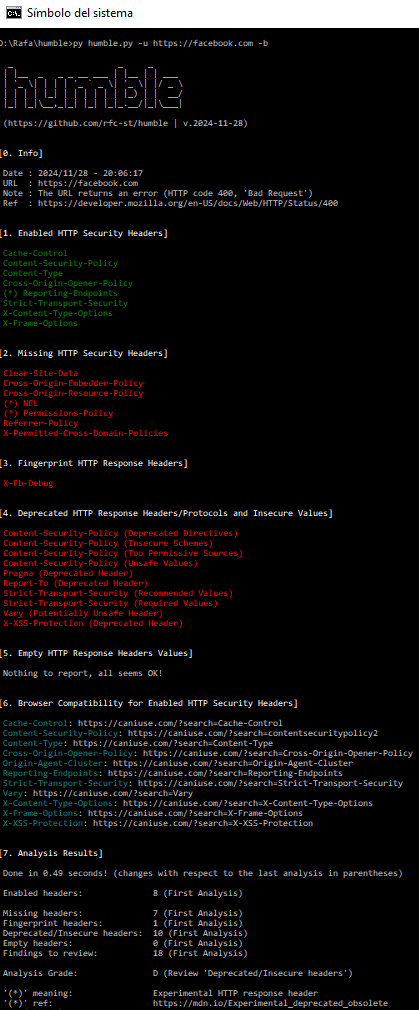 Símbolo del sistema
D:\Rafa\humble>py humble.py -u https://facebook.com -b
humble
(https://github.com/rfc-st/humble | v.2024-11-28)
[0. Info]
Date : 2024/11/28 - 20:06:17
URL : https://facebook.com
Note : The URL returns an error (HTTP code 400, 'Bad Request')
Ref : https://developer.mozilla.org/en-US/docs/Web/HTTP/Status/400
[1. Enabled HTTP Security Headers]
Cache-Control
Content-Security-Policy
Content-Type
Cross-Origin-Opener-Policy
(*) Reporting-Endpoints
Strict-Transport-Security
X-Content-Type-Options
X-Frame-Options
[2. Missing HTTP Security Headers]
Clear-Site-Data
Cross-Origin-Embedder-Policy
Cross-Origin-Resource-Policy
(*) NEL
(*) Permissions-Policy
Referrer-Policy
X-Permitted-Cross-Domain-Policies
[3. Fingerprint HTTP Response Headers]
X-Fb-Debug
[4. Deprecated HTTP Response Headers/Protocols and Insecure Values]
Content-Security-Policy (Deprecated Directives)
Content-Security-Policy (Insecure Schemes)
Content-Security-Policy (Too Permissive Sources)
Content-Security-Policy (Unsafe Values)
Pragma (Deprecated Header)
Report-To (Deprecated Header)
Strict-Transport-Security (Recommended Values)
Strict-Transport-Security (Required Values)
Vary (Potentially Unsafe Header)
X-XSS-Protection (Deprecated Header)
[5. Empty HTTP Response Headers Values]
Nothing to report, all seems OK!
[6. Browser Compatibility for Enabled HTTP Security Headers]
Cache-Control: https://caniuse.com/?search=Cache-Control
Content-Security-Policy: https://caniuse.com/?search=contentsecuritypolicy2
Content-Type: https://caniuse.com/?search=Content-Type
Cross-Origin-Opener-Policy: https://caniuse.com/?search=Cross-Origin-Opener-Policy
Origin-Agent-Cluster: https://caniuse.com/?search=Origin-Agent-Cluster
Reporting-Endpoints: https://caniuse.com/?search=Reporting-Endpoints
Strict-Transport-Security: https://caniuse.com/?search=Strict-Transport-Security
Vary: https://caniuse.com/?search=Vary
X-Content-Type-Options: https://caniuse.com/?search=X-Content-Type-Options
X-Frame-Options: https://caniuse.com/?search=X-Frame-Options
X-XSS-Protection: https://caniuse.com/?search=X-XSS-Protection
[7. Analysis Results]
Done in 0.49 seconds! (changes with respect to the last analysis in parentheses)
Enabled headers: 8 (First Analysis)
Missing headers: 7 (First Analysis)
Fingerprint headers: 1 (First Analysis)
Deprecated/Insecure headers: 10 (First Analysis)
Empty headers: 0 (First Analysis)
Findings to review: 18 (First Analysis)
Analysis Grade: D (Review 'Deprecated/Insecure headers')
'(*)' meaning: Experimental HTTP response header
'(*)' ref: https://mdn.io/Experimental_deprecated_obsolete